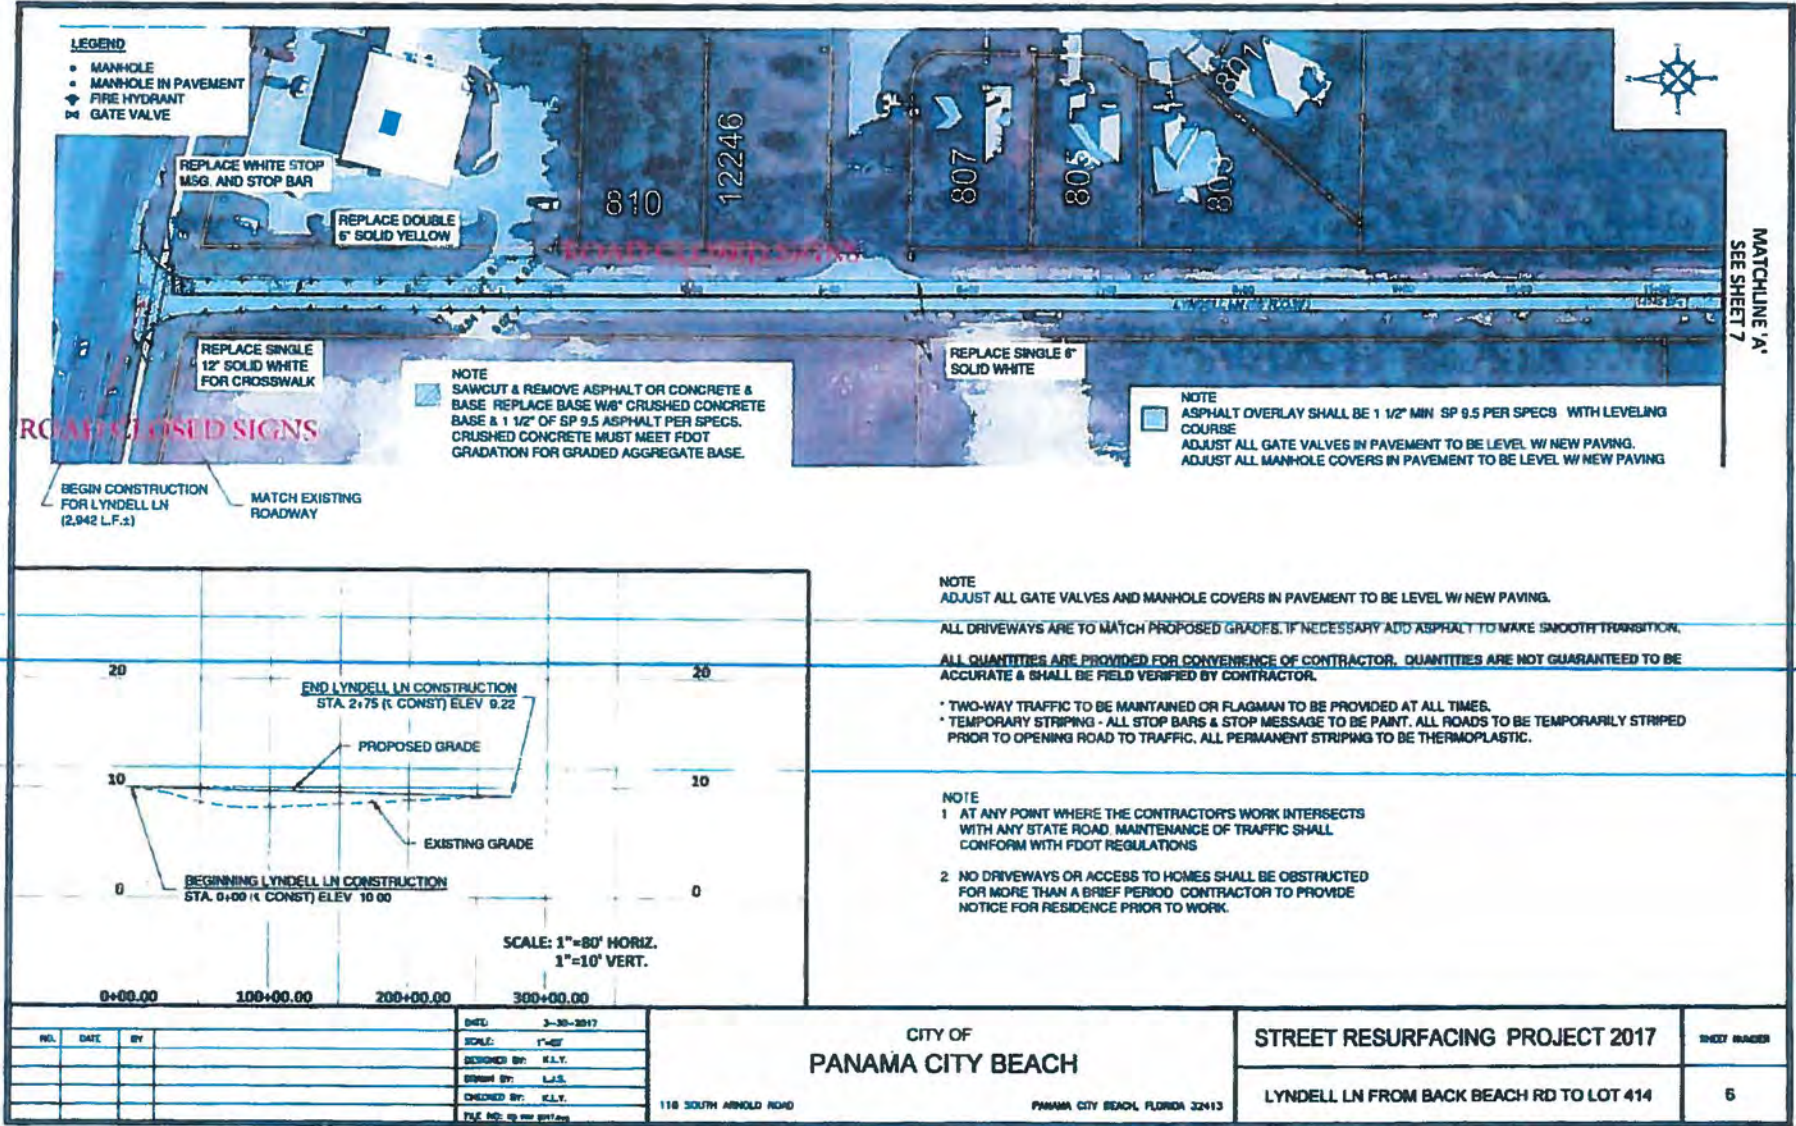 LEGEND
MANHOLE
MANHOLE IN PAVEMENT
FIRE HYDRANT
GATE VALVE
REPLACE WHITE STOP
MSG. AND STOP BAR
REPLACE DOUBLE
6" SOLID YELLOW
810
12246
807
805
803
801
ROAD CLOSED SIGNS
MATCHLINE 'A'
SEE SHEET 7
REPLACE SINGLE
12" SOLID WHITE
FOR CROSSWALK
REPLACE SINGLE 6"
SOLID WHITE
NOTE
SAWCUT & REMOVE ASPHALT OR CONCRETE &
BASE REPLACE BASE W/6" CRUSHED CONCRETE
BASE & 1 1/2" OF SP 9.5 ASPHALT PER SPECS.
CRUSHED CONCRETE MUST MEET FDOT
GRADATION FOR GRADED AGGREGATE BASE.
NOTE
ASPHALT OVERLAY SHALL BE 1 1/2" MIN SP 9.5 PER SPECS WITH LEVELING
COURSE
ADJUST ALL GATE VALVES IN PAVEMENT TO BE LEVEL W/ NEW PAVING.
ADJUST ALL MANHOLE COVERS IN PAVEMENT TO BE LEVEL W/ NEW PAVING
ROAD CLOSED SIGNS
BEGIN CONSTRUCTION
FOR LYNDELL LN
(2,942 L.F.±)
MATCH EXISTING
ROADWAY
20
20
END LYNDELL LN CONSTRUCTION
STA. 2+75 (℄ CONST) ELEV 9.22
PROPOSED GRADE
10
10
EXISTING GRADE
0
0
BEGINNING LYNDELL LN CONSTRUCTION
STA. 0+00 (℄ CONST) ELEV 10 00
SCALE: 1"=80' HORIZ.
1"=10' VERT.
0+00.00 100+00.00 200+00.00 300+00.00
NOTE
ADJUST ALL GATE VALVES AND MANHOLE COVERS IN PAVEMENT TO BE LEVEL W/ NEW PAVING.
ALL DRIVEWAYS ARE TO MATCH PROPOSED GRADES. IF NECESSARY ADD ASPHALT TO MAKE SMOOTH TRANSITION.
ALL QUANTITIES ARE PROVIDED FOR CONVENIENCE OF CONTRACTOR. QUANTITIES ARE NOT GUARANTEED TO BE
ACCURATE & SHALL BE FIELD VERIFIED BY CONTRACTOR.
* TWO-WAY TRAFFIC TO BE MAINTAINED OR FLAGMAN TO BE PROVIDED AT ALL TIMES.
* TEMPORARY STRIPING - ALL STOP BARS & STOP MESSAGE TO BE PAINT. ALL ROADS TO BE TEMPORARILY STRIPED
PRIOR TO OPENING ROAD TO TRAFFIC. ALL PERMANENT STRIPING TO BE THERMOPLASTIC.
NOTE
1 AT ANY POINT WHERE THE CONTRACTOR'S WORK INTERSECTS
WITH ANY STATE ROAD, MAINTENANCE OF TRAFFIC SHALL
CONFORM WITH FDOT REGULATIONS
2 NO DRIVEWAYS OR ACCESS TO HOMES SHALL BE OBSTRUCTED
FOR MORE THAN A BRIEF PERIOD CONTRACTOR TO PROVIDE
NOTICE FOR RESIDENCE PRIOR TO WORK.
NO. DATE BY
DATE: 3-30-2017
SCALE:
DESIGNED BY: K.L.Y.
DRAWN BY: L.J.S.
CHECKED BY: K.L.Y.
FILE NO:
CITY OF
PANAMA CITY BEACH
116 SOUTH ARNOLD ROAD PANAMA CITY BEACH, FLORIDA 32413
STREET RESURFACING PROJECT 2017
LYNDELL LN FROM BACK BEACH RD TO LOT 414
SHEET NUMBER
6